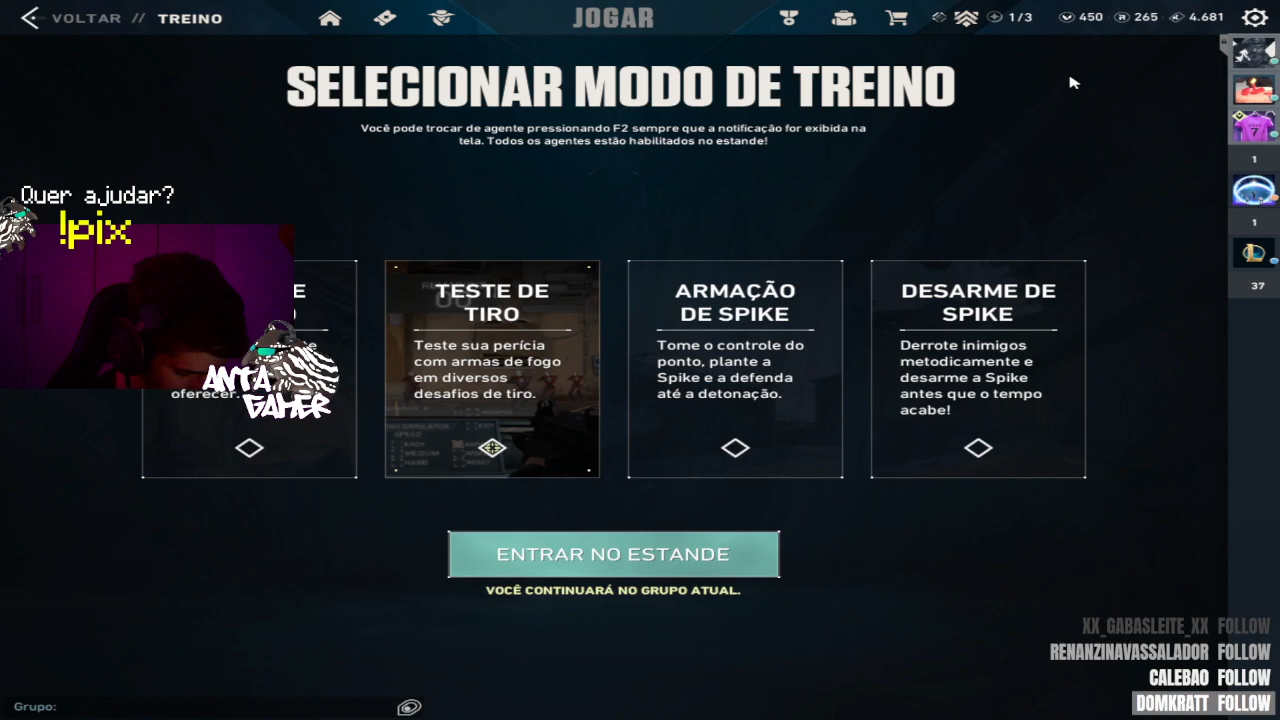 VOLTAR // TREINO
JOGAR
1/3
450
265
4.681
SELECIONAR MODO DE TREINO
Você pode trocar de agente pressionando F2 sempre que a notificação for exibida na
tela. Todos os agentes estão habilitados no estande!
Quer ajudar?
!pix
ANTA
GAMER
oferecer.
TESTE DE
TIRO
Teste sua perícia
com armas de fogo
em diversos
desafios de tiro.
ARMAÇÃO
DE SPIKE
Tome o controle do
ponto, plante a
Spike e a defenda
até a detonação.
DESARME DE
SPIKE
Derrote inimigos
metodicamente e
desarme a Spike
antes que o tempo
acabe!
ENTRAR NO ESTANDE
VOCÊ CONTINUARÁ NO GRUPO ATUAL.
1
1
37
XX_GABASLEITE_XX FOLLOW
RENANZINAVASSALADOR FOLLOW
CALEBAO FOLLOW
DOMKRATT FOLLOW
Grupo: